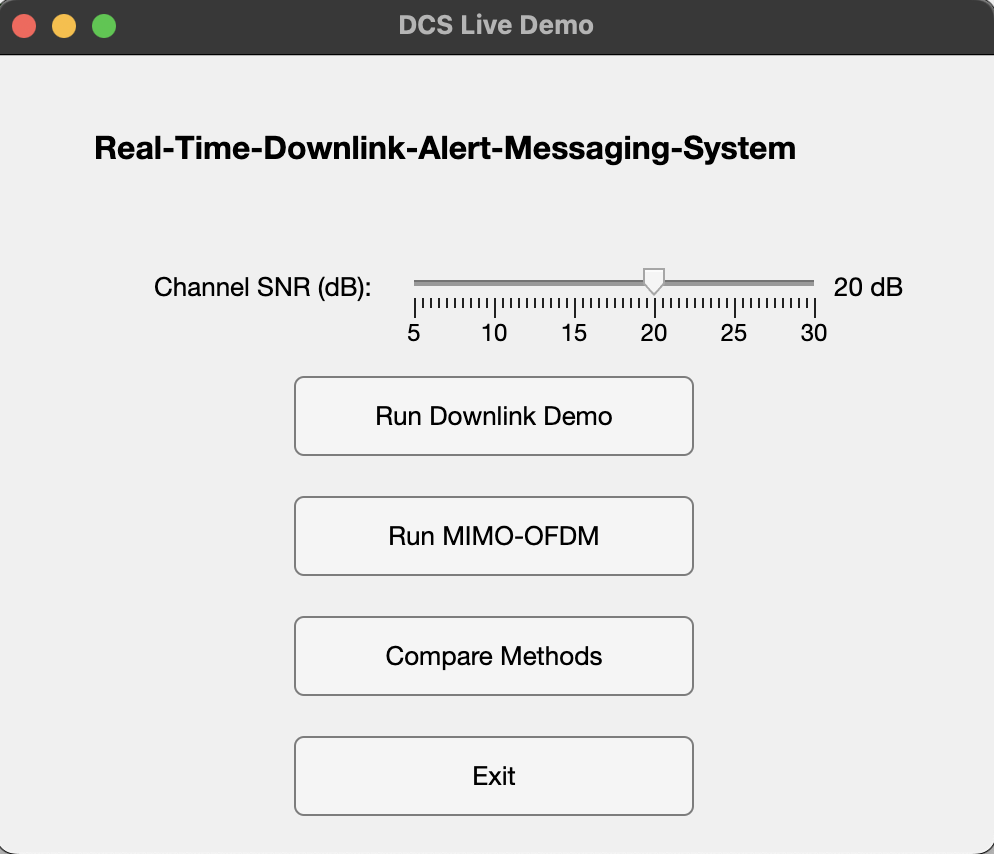 DCS Live Demo
Real-Time-Downlink-Alert-Messaging-System
Channel SNR (dB): 20 dB
5 10 15 20 25 30
Run Downlink Demo
Run MIMO-OFDM
Compare Methods
Exit